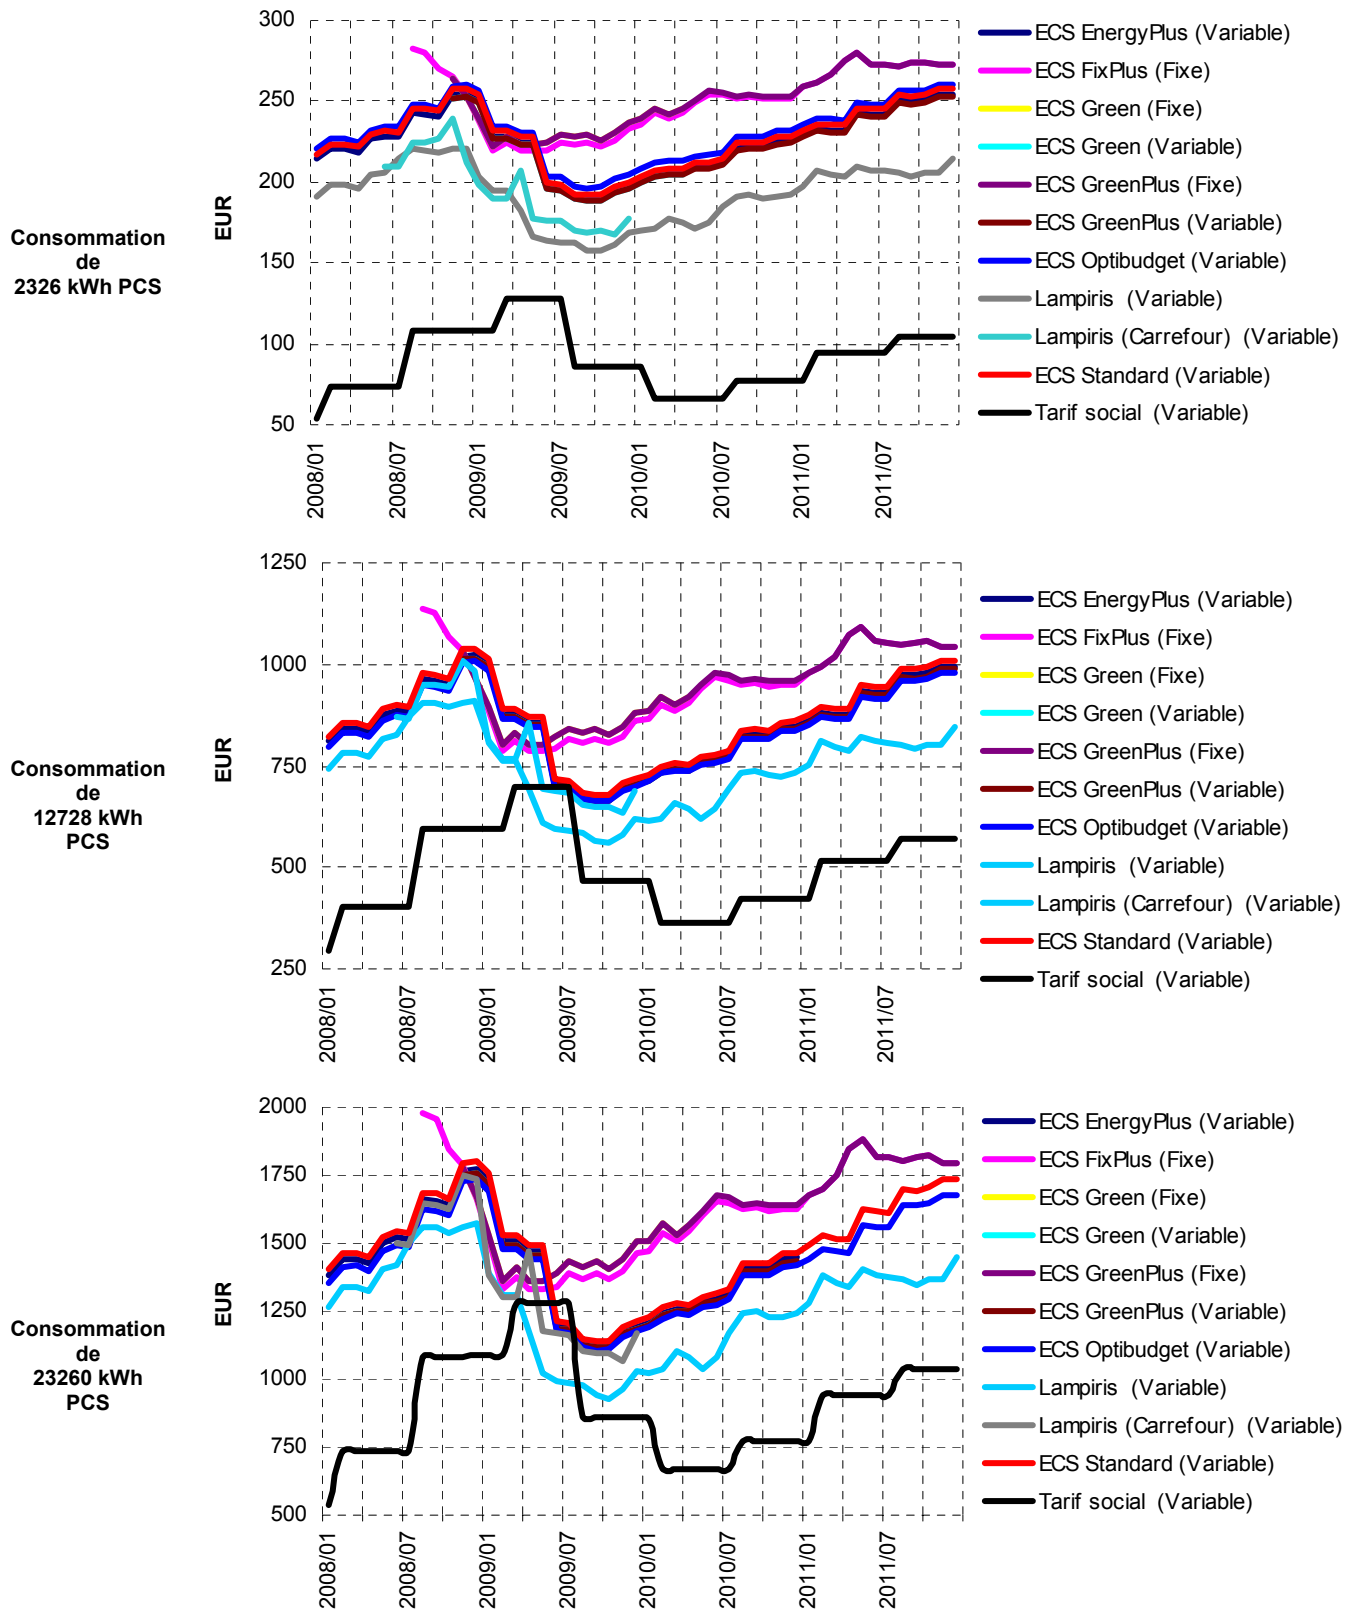 300
250
200
150
100
50
EUR
Consommation
de
2326 kWh PCS
2008/01
2008/07
2009/01
2009/07
2010/01
2010/07
2011/01
2011/07
ECS EnergyPlus (Variable)
ECS FixPlus (Fixe)
ECS Green (Fixe)
ECS Green (Variable)
ECS GreenPlus (Fixe)
ECS GreenPlus (Variable)
ECS Optibudget (Variable)
Lampiris (Variable)
Lampiris (Carrefour) (Variable)
ECS Standard (Variable)
Tarif social (Variable)
1250
1000
750
500
250
EUR
Consommation
de
12728 kWh
PCS
2008/01
2008/07
2009/01
2009/07
2010/01
2010/07
2011/01
2011/07
ECS EnergyPlus (Variable)
ECS FixPlus (Fixe)
ECS Green (Fixe)
ECS Green (Variable)
ECS GreenPlus (Fixe)
ECS GreenPlus (Variable)
ECS Optibudget (Variable)
Lampiris (Variable)
Lampiris (Carrefour) (Variable)
ECS Standard (Variable)
Tarif social (Variable)
2000
1750
1500
1250
1000
750
500
EUR
Consommation
de
23260 kWh
PCS
2008/01
2008/07
2009/01
2009/07
2010/01
2010/07
2011/01
2011/07
ECS EnergyPlus (Variable)
ECS FixPlus (Fixe)
ECS Green (Fixe)
ECS Green (Variable)
ECS GreenPlus (Fixe)
ECS GreenPlus (Variable)
ECS Optibudget (Variable)
Lampiris (Variable)
Lampiris (Carrefour) (Variable)
ECS Standard (Variable)
Tarif social (Variable)